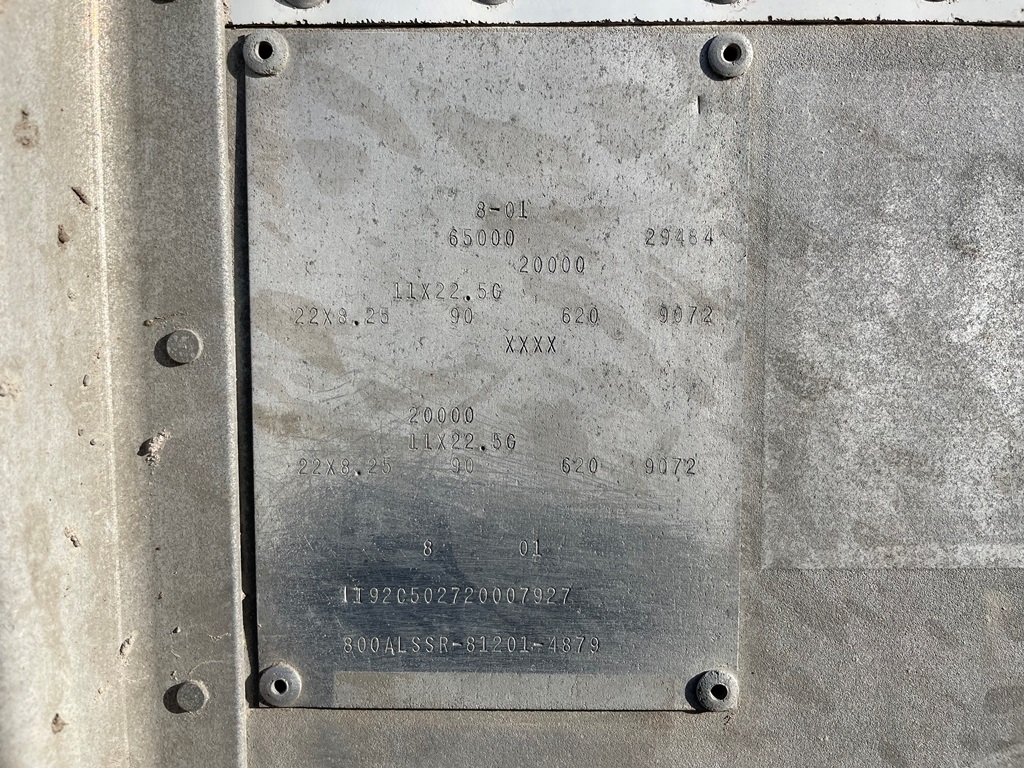 8-01
65000 29484
20000
11X22.5G
22X8.25 90 620 9072
XXXX
20000
11X22.5G
22X8.25 90 620 9072
8 01
1T92C502720007927
800ALSSR-81201-4879